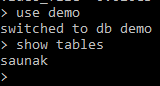 > use demo
switched to db demo
> show tables
saunak
>